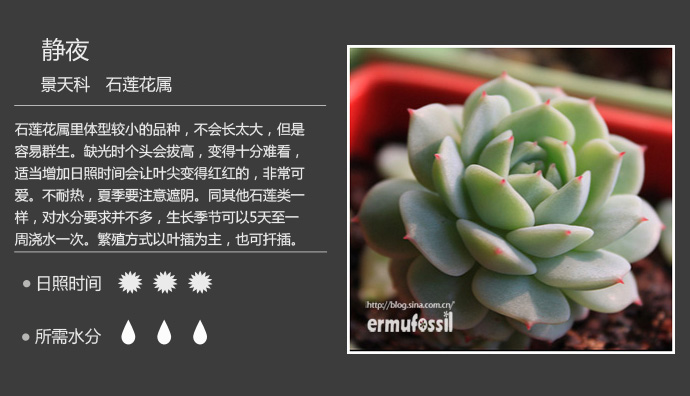 静夜
景天科 石莲花属
石莲花属里体型较小的品种，不会长太大，但是
容易群生。缺光时个头会拔高，变得十分难看，
适当增加日照时间会让叶尖变得红红的，非常可
爱。不耐热，夏季要注意遮阴。同其他石莲类一
样，对水分要求并不多，生长季节可以5天至一
周浇水一次。繁殖方式以叶插为主，也可扦插。
日照时间
所需水分
http://blog.sina.com.cn/
ermufossil